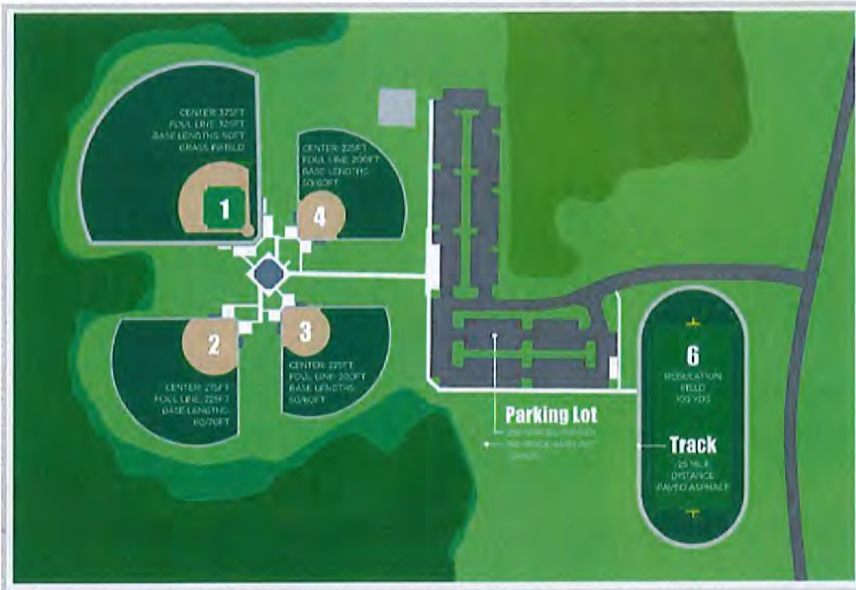 CENTER: 375FT
FOUL LINE: 325FT
BASE LENGTHS: 90FT
GRASS INFIELD
1
CENTER: 225FT
FOUL LINE: 200FT
BASE LENGTHS:
50/60FT
4
2
CENTER: 275FT
FOUL LINE: 225FT
BASE LENGTHS:
60/70FT
3
CENTER: 225FT
FOUL LINE: 200FT
BASE LENGTHS:
50/60FT
Parking Lot
6
REGULATION
FIELD
100 YDS
Track
.25 MILE
DISTANCE
PAVED ASPHALT